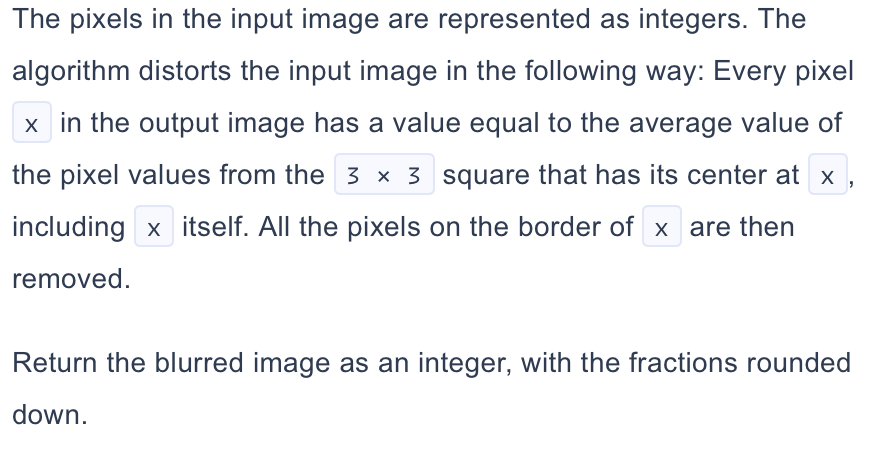 The pixels in the input image are represented as integers. The
algorithm distorts the input image in the following way: Every pixel
x in the output image has a value equal to the average value of
the pixel values from the 3 × 3 square that has its center at x ,
including x itself. All the pixels on the border of x are then
removed.
Return the blurred image as an integer, with the fractions rounded
down.